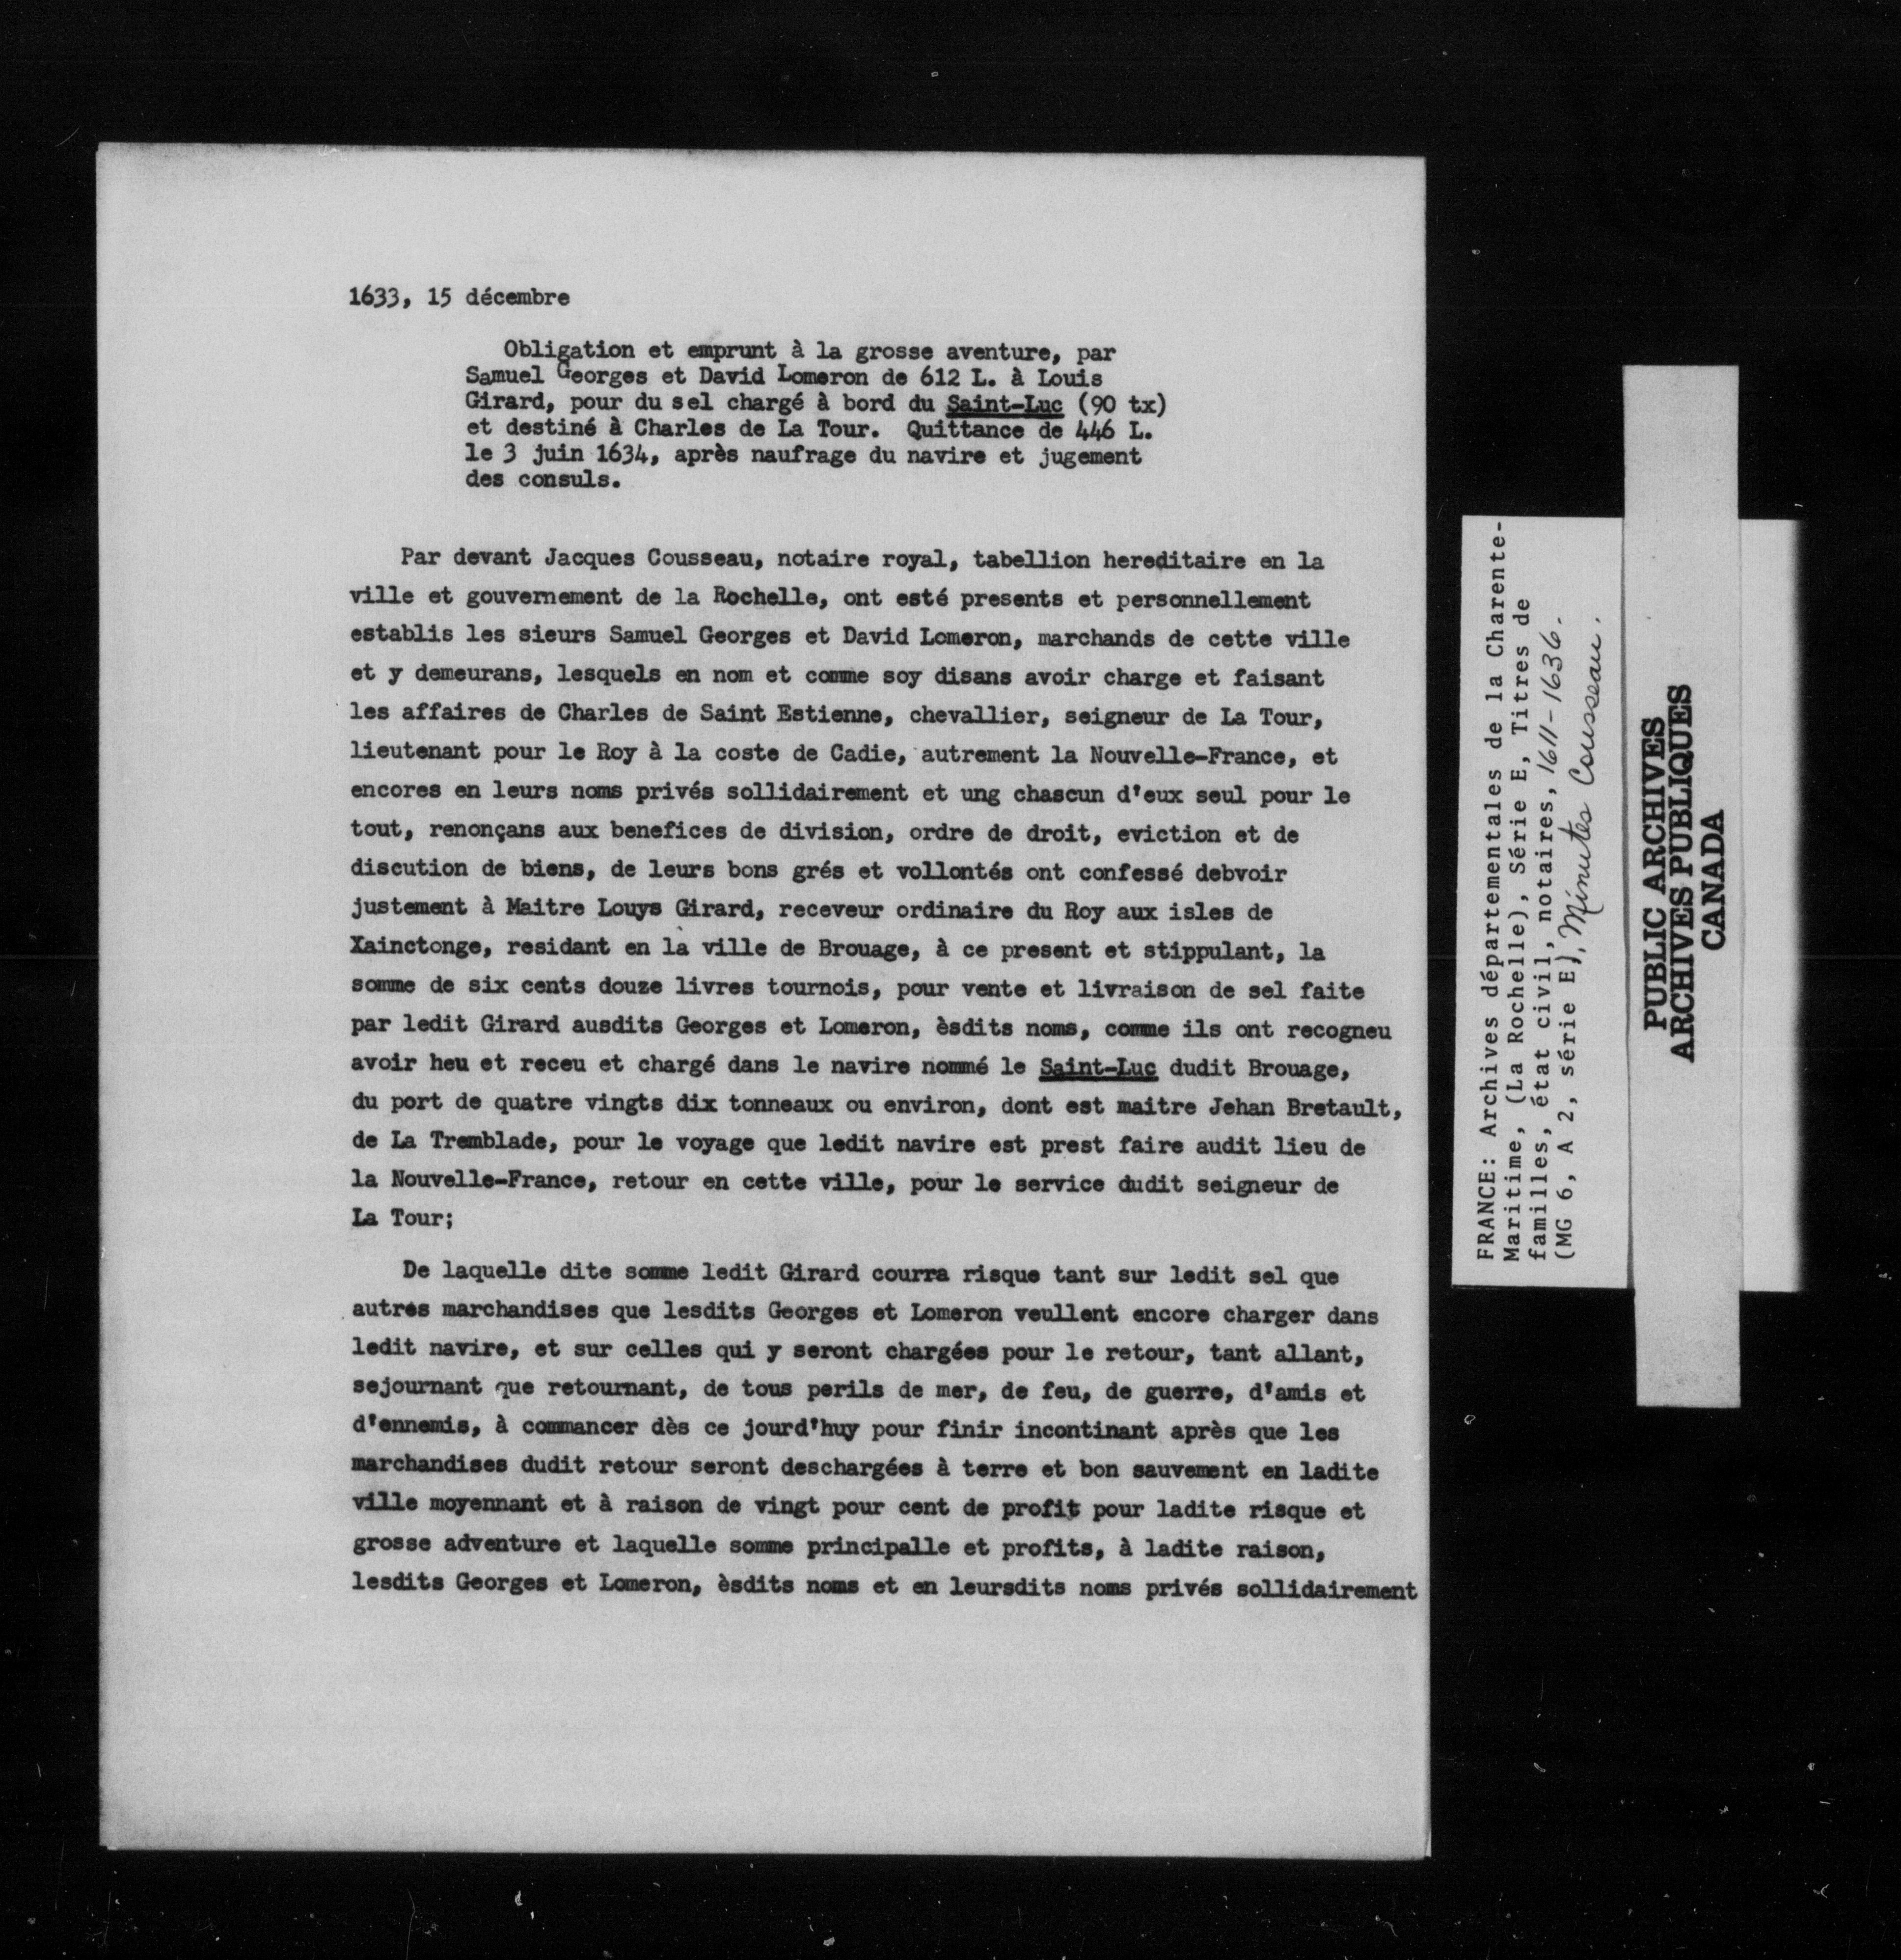 1633, 15 décembre
Obligation et emprunt à la grosse aventure, par
Samuel Georges et David Lomeron de 612 L. à Louis
Girard, pour du sel chargé à bord du Saint-Luc (90 tx)
et destiné à Charles de La Tour. Quittance de 446 L.
le 3 juin 1634, après naufrage du navire et jugement
des consuls.
Par devant Jacques Cousseau, notaire royal, tabellion hereditaire en la
ville et gouvernement de la Rochelle, ont esté presents et personnellement
establis les sieurs Samuel Georges et David Lomeron, marchands de cette ville
et y demeurans, lesquels en nom et comme soy disans avoir charge et faisant
les affaires de Charles de Saint Estienne, chevallier, seigneur de La Tour,
lieutenant pour le Roy à la coste de Cadie, autrement la Nouvelle-France, et
encores en leurs noms privés sollidairement et ung chascun d'eux seul pour le
tout, renonçans aux benefices de division, ordre de droit, eviction et de
discution de biens, de leurs bons grés et vollontés ont confessé debvoir
justement à Maitre Louys Girard, receveur ordinaire du Roy aux isles de
Xainctonge, residant en la ville de Brouage, à ce present et stippulant, la
somme de six cents douze livres tournois, pour vente et livraison de sel faite
par ledit Girard ausdits Georges et Lomeron, èsdits noms, comme ils ont recogneu
avoir heu et receu et chargé dans le navire nommé le Saint-Luc dudit Brouage,
du port de quatre vingts dix tonneaux ou environ, dont est maitre Jehan Bretault,
de La Tremblade, pour le voyage que ledit navire est prest faire audit lieu de
la Nouvelle-France, retour en cette ville, pour le service dudit seigneur de
La Tour;
De laquelle dite somme ledit Girard courra risque tant sur ledit sel que
autres marchandises que lesdits Georges et Lomeron veullent encore charger dans
ledit navire, et sur celles qui y seront chargées pour le retour, tant allant,
sejournant que retournant, de tous perils de mer, de feu, de guerre, d'amis et
d'ennemis, à commancer dès ce jourd'huy pour finir incontinant après que les
marchandises dudit retour seront deschargées à terre et bon sauvement en ladite
ville moyennant et à raison de vingt pour cent de profit pour ladite risque et
grosse adventure et laquelle somme principalle et profits, à ladite raison,
lesdits Georges et Lomeron, èsdits noms et en leursdits noms privés sollidairement
FRANCE: Archives départementales de la Charente-
Maritime, (La Rochelle), Série E, Titres de
familles, état civil, notaires, 1611-1636.
(MG 6, A 2, série E), Minutes Cousseau.
PUBLIC ARCHIVES
ARCHIVES PUBLIQUES
CANADA